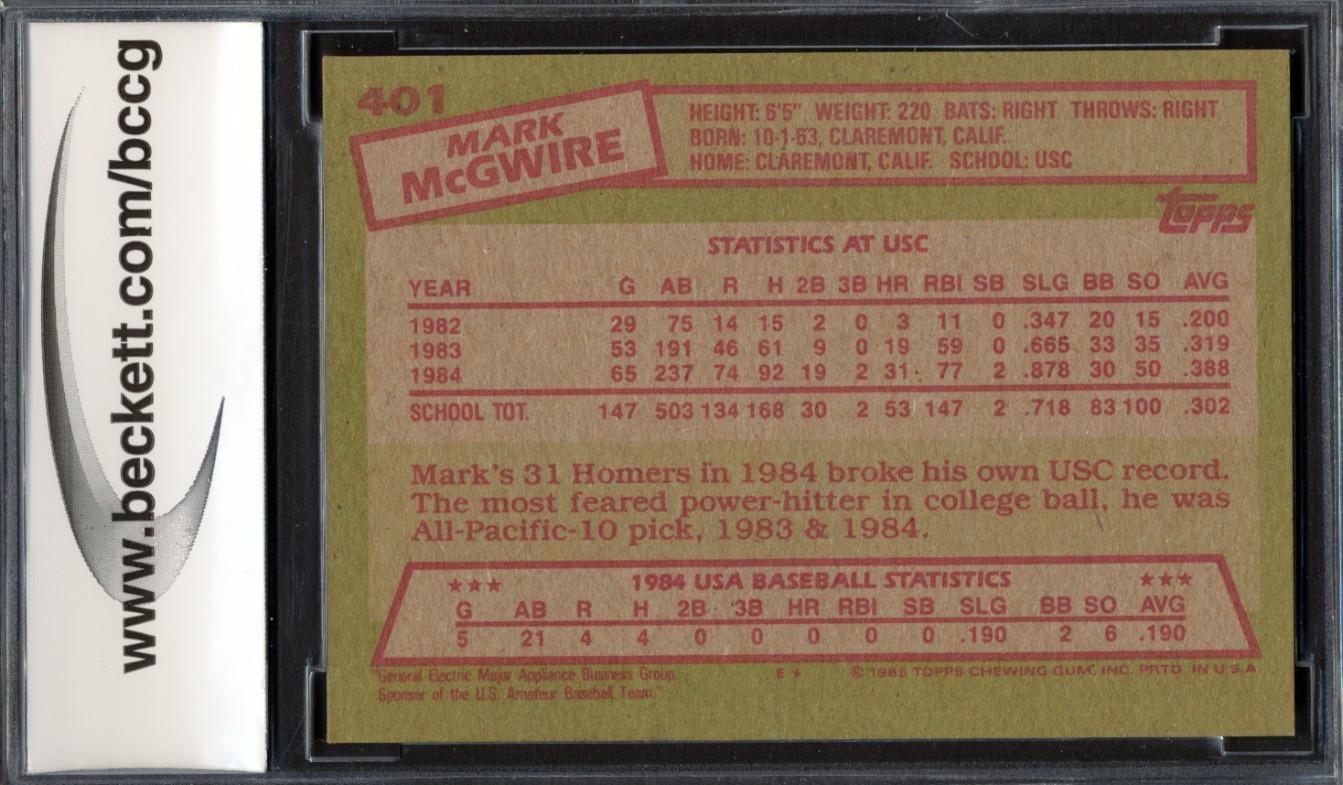 www.beckett.com/bccg
401
MARK
McGWIRE
HEIGHT: 6'5" WEIGHT: 220 BATS: RIGHT THROWS: RIGHT
BORN: 10-1-63, CLAREMONT, CALIF.
HOME: CLAREMONT, CALIF. SCHOOL: USC
topps
STATISTICS AT USC
YEAR G AB R H 2B 3B HR RBI SB SLG BB SO AVG
1982 29 75 14 15 2 0 3 11 0 .347 20 15 .200
1983 53 191 46 61 9 0 19 59 0 .665 33 35 .319
1984 65 237 74 92 19 2 31 77 2 .878 30 50 .388
SCHOOL TOT. 147 503 134 168 30 2 53 147 2 .718 83 100 .302
Mark's 31 Homers in 1984 broke his own USC record.
The most feared power-hitter in college ball, he was
All-Pacific-10 pick, 1983 & 1984.
★★★ 1984 USA BASEBALL STATISTICS ★★★
G AB R H 2B 3B HR RBI SB SLG BB SO AVG
5 21 4 4 0 0 0 0 0 .190 2 6 .190
"General Electric Major Appliance Business Group
Sponsor of the U.S. Amateur Baseball Team."
E ★ © 1985 TOPPS CHEWING GUM, INC. PRTD. IN U.S.A